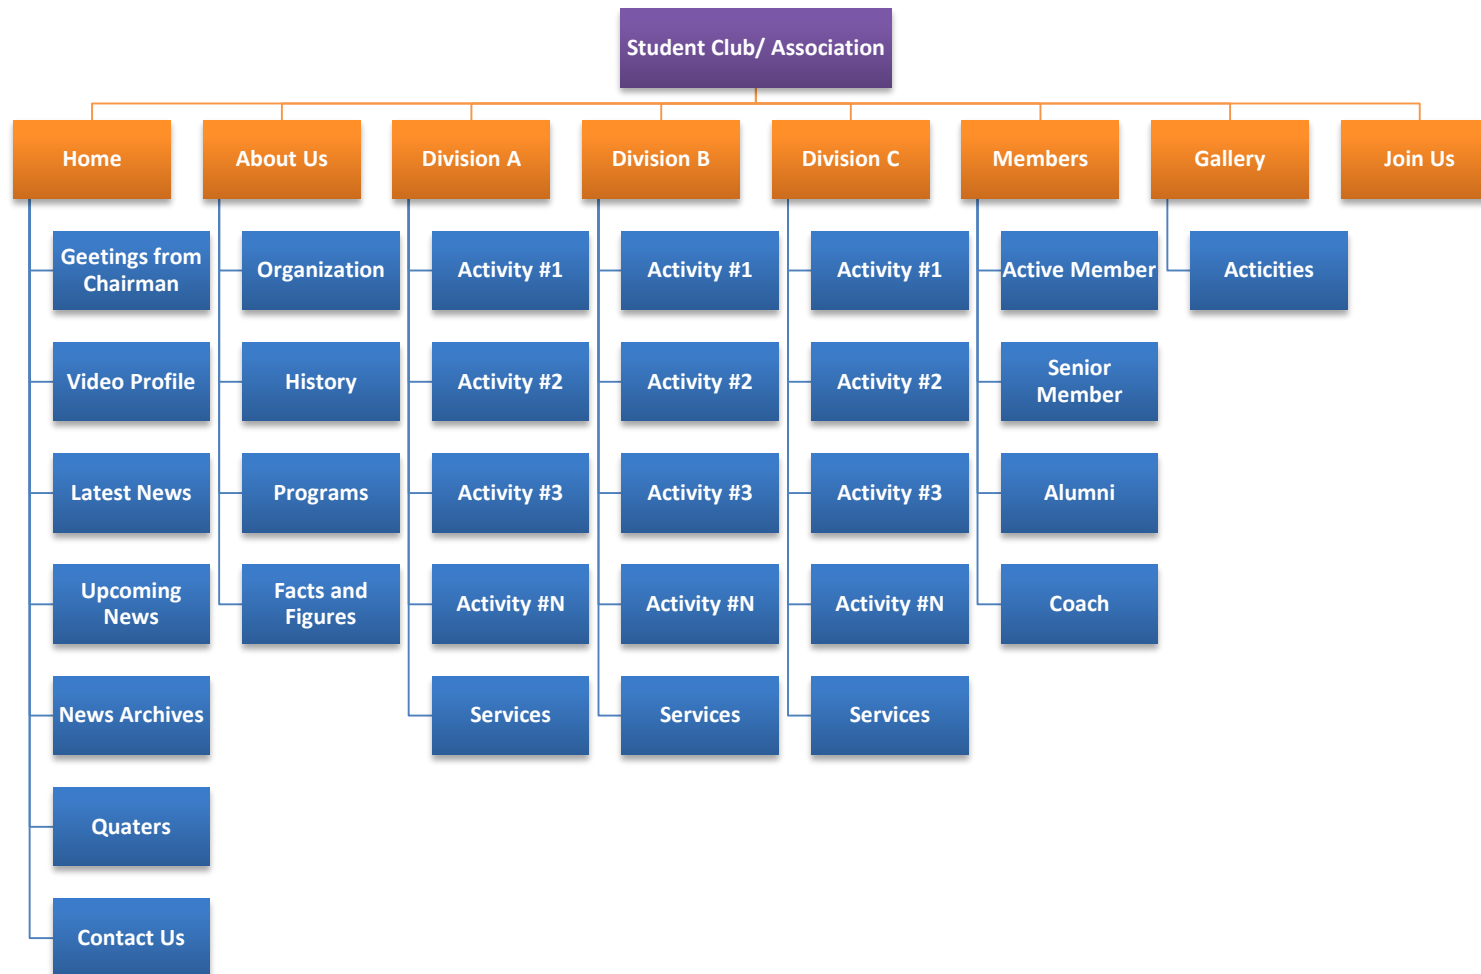 Student Club/ Association
Home
About Us
Division A
Division B
Division C
Members
Gallery
Join Us
Geetings from
Chairman
Video Profile
Latest News
Upcoming
News
News Archives
Quaters
Contact Us
Organization
History
Programs
Facts and
Figures
Activity #1
Activity #2
Activity #3
Activity #N
Services
Activity #1
Activity #2
Activity #3
Activity #N
Services
Activity #1
Activity #2
Activity #3
Activity #N
Services
Active Member
Senior
Member
Alumni
Coach
Acticities